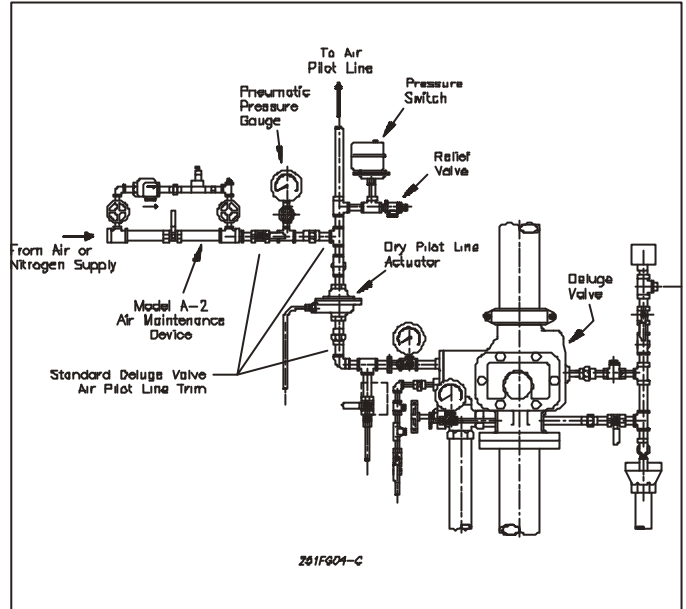 To Air
Pilot Line
Pneumatic
Pressure
Gauge
Pressure
Switch
Relief
Valve
From Air or
Nitrogen Supply
Dry Pilot Line
Actuator
Deluge
Valve
Model A-2
Air Maintenance
Device
Standard Deluge Valve
Air Pilot Line Trim
261FG04-C